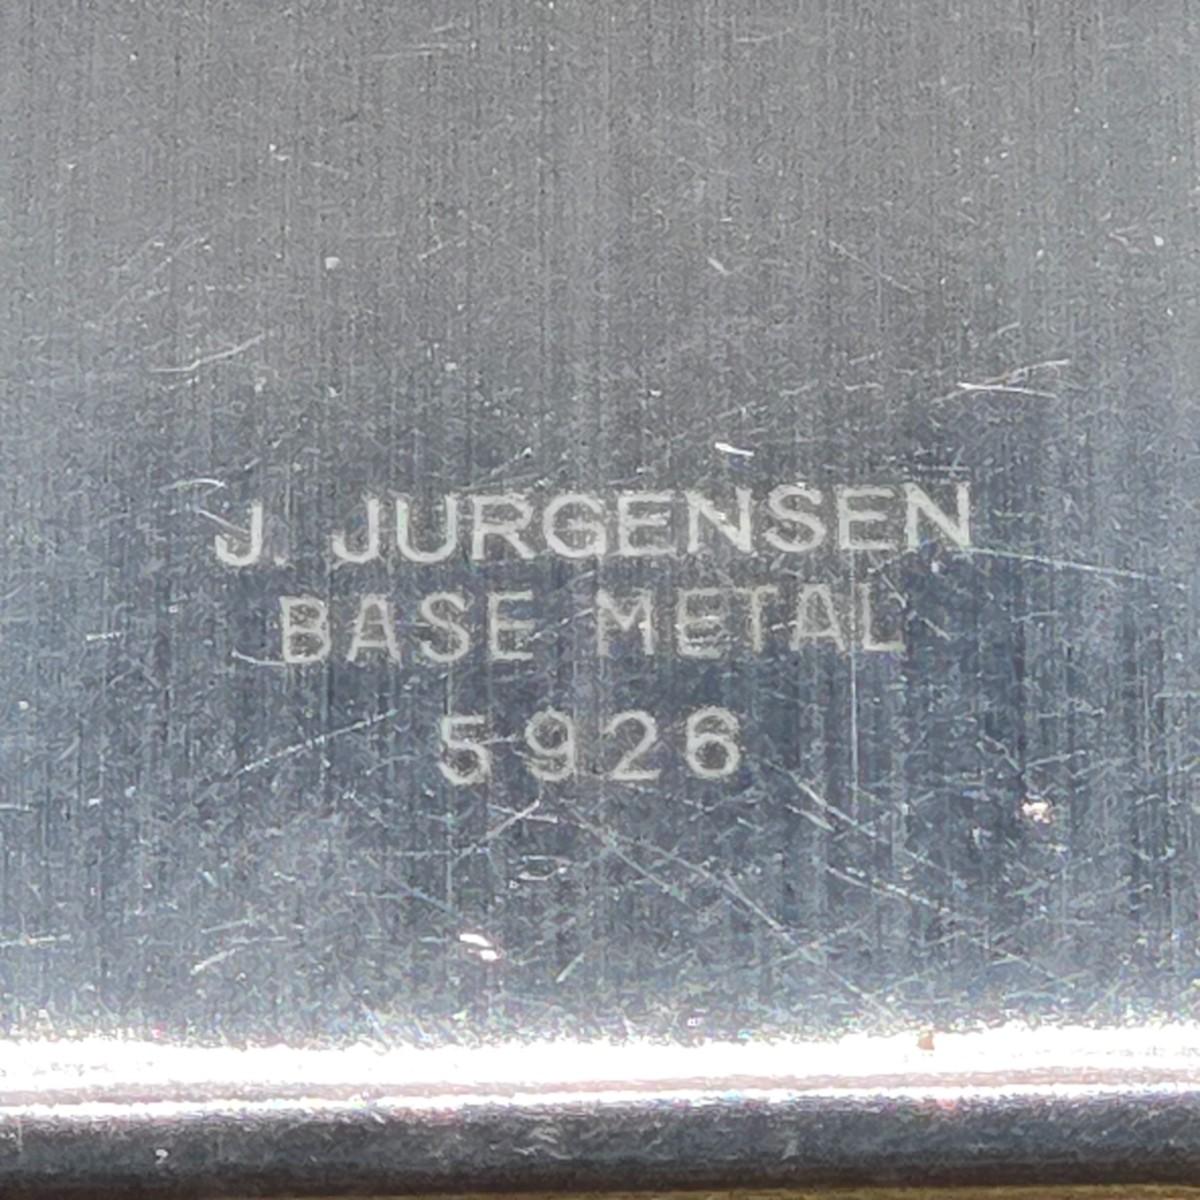 J. JURGENSEN
BASE METAL
5926